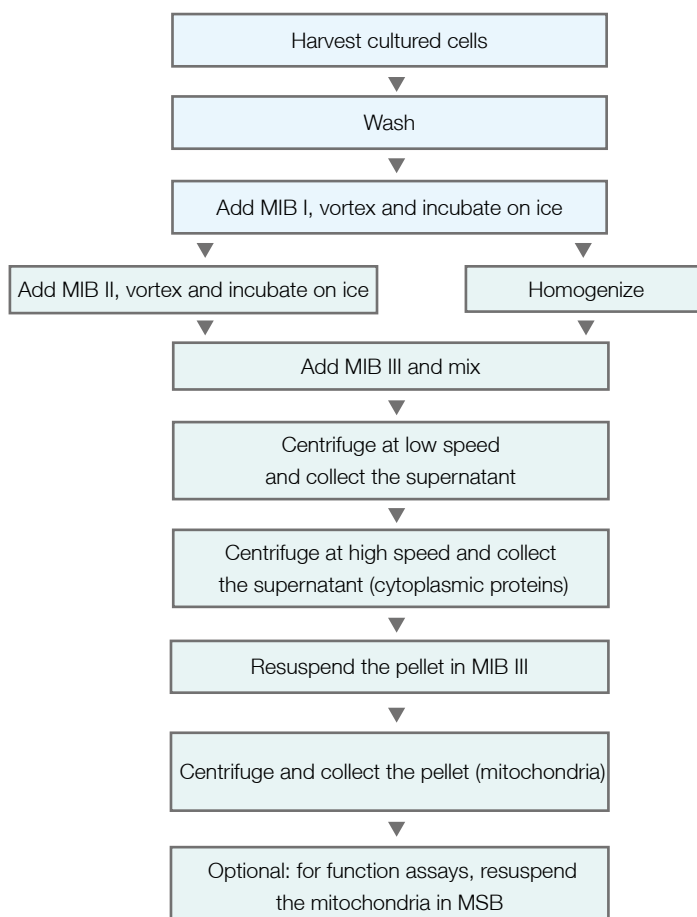 Harvest cultured cells
Wash
Add MIB I, vortex and incubate on ice
Add MIB II, vortex and incubate on ice
Homogenize
Add MIB III and mix
Centrifuge at low speed
and collect the supernatant
Centrifuge at high speed and collect
the supernatant (cytoplasmic proteins)
Resuspend the pellet in MIB III
Centrifuge and collect the pellet (mitochondria)
Optional: for function assays, resuspend
the mitochondria in MSB